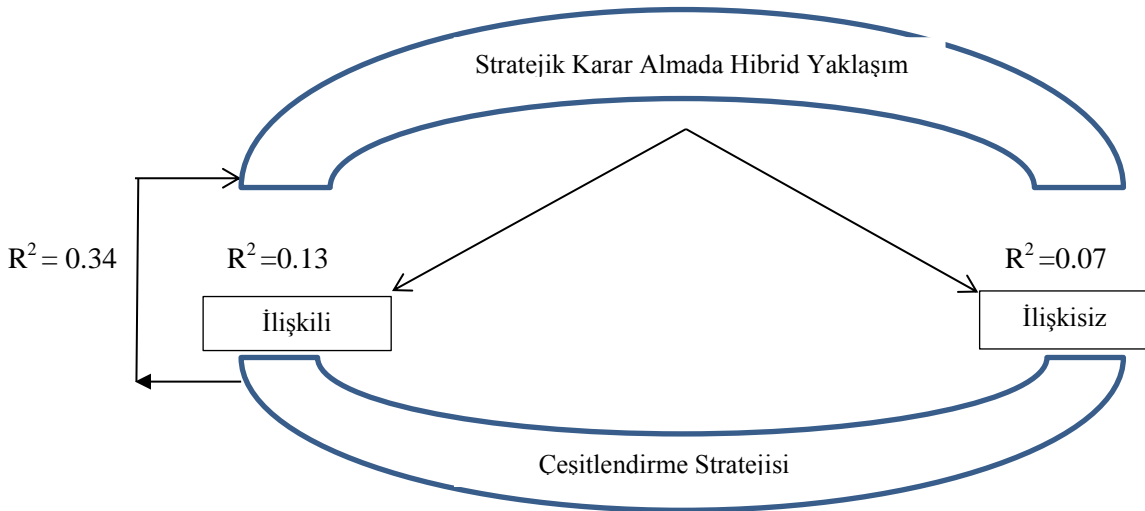 Stratejik Karar Almada Hibrid Yaklaşım
R² = 0.34
R² =0.13
R² =0.07
İlişkili
İlişkisiz
Çeşitlendirme Stratejisi